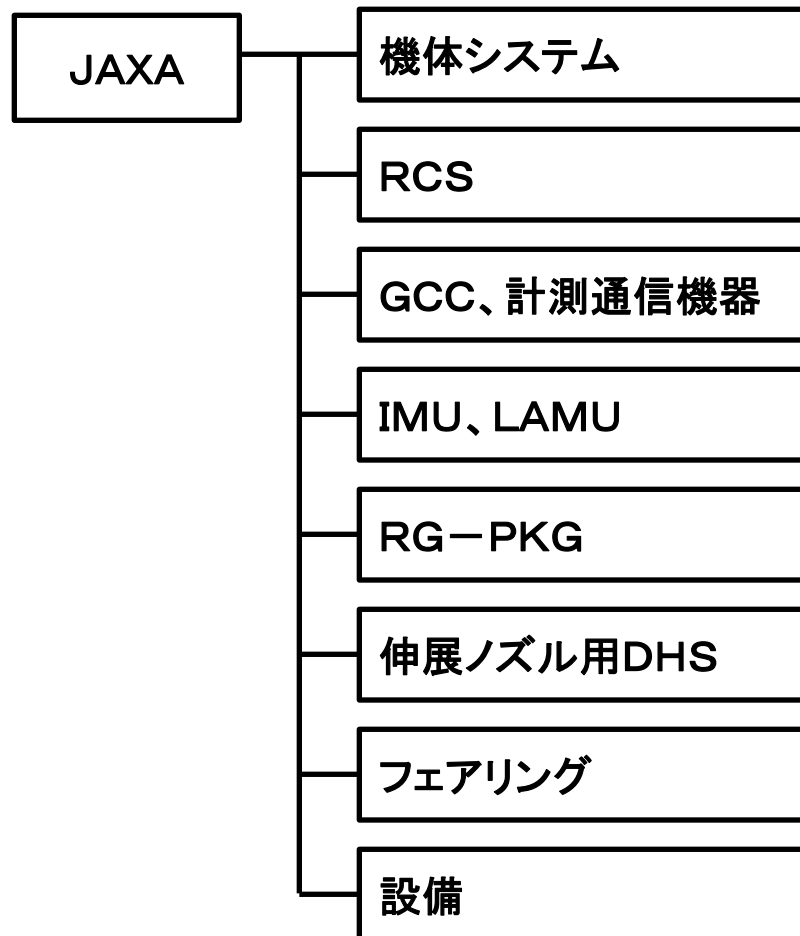 JAXA
機体システム
RCS
GCC、計測通信機器
IMU、LAMU
RG－PKG
伸展ノズル用DHS
フェアリング
設備